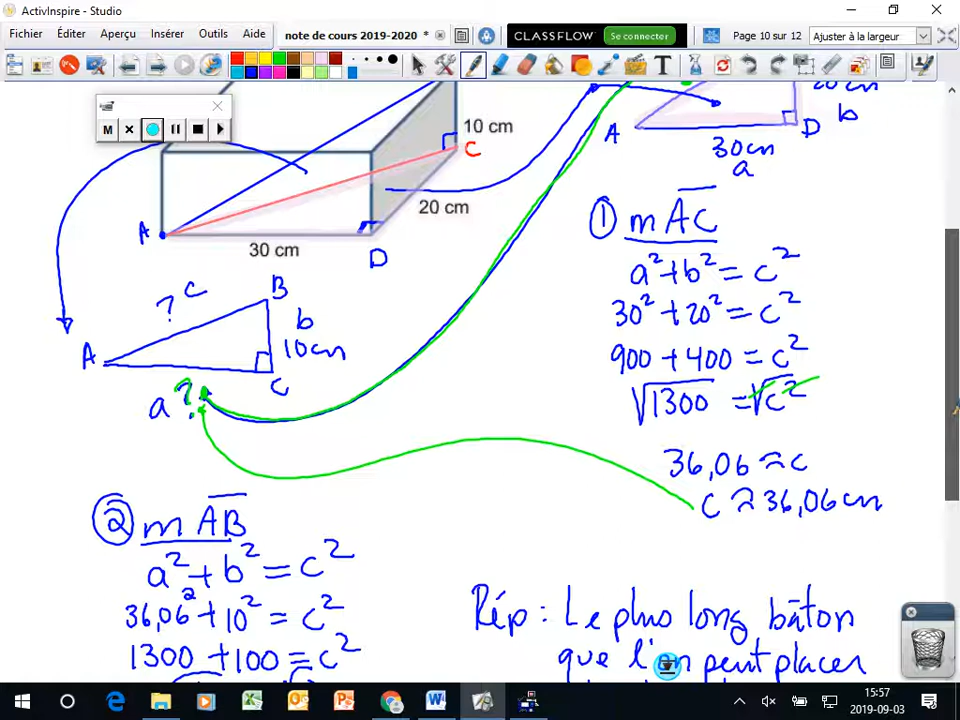 ActivInspire - Studio
Fichier Éditer Aperçu Insérer Outils Aide
note de cours 2019-2020 *
CLASSFLOW Se connecter
Page 10 sur 12 Ajuster à la largeur
M
10 cm
C
20 cm
A
30 cm
D
20cm
b
A
D
30cm
a
① m AC
a² + b² = c²
30² + 20² = c²
900 + 400 = c²
√1300 = √c²
36,06 ≈ c
c ≈ 36,06 cm
? c
B
b
10cm
A
C
a ?
② m AB
a² + b² = c²
36,06² + 10² = c²
1300 + 100 = c²
Rép : Le plus long bâton
que l'on peut placer
15:57
2019-09-03